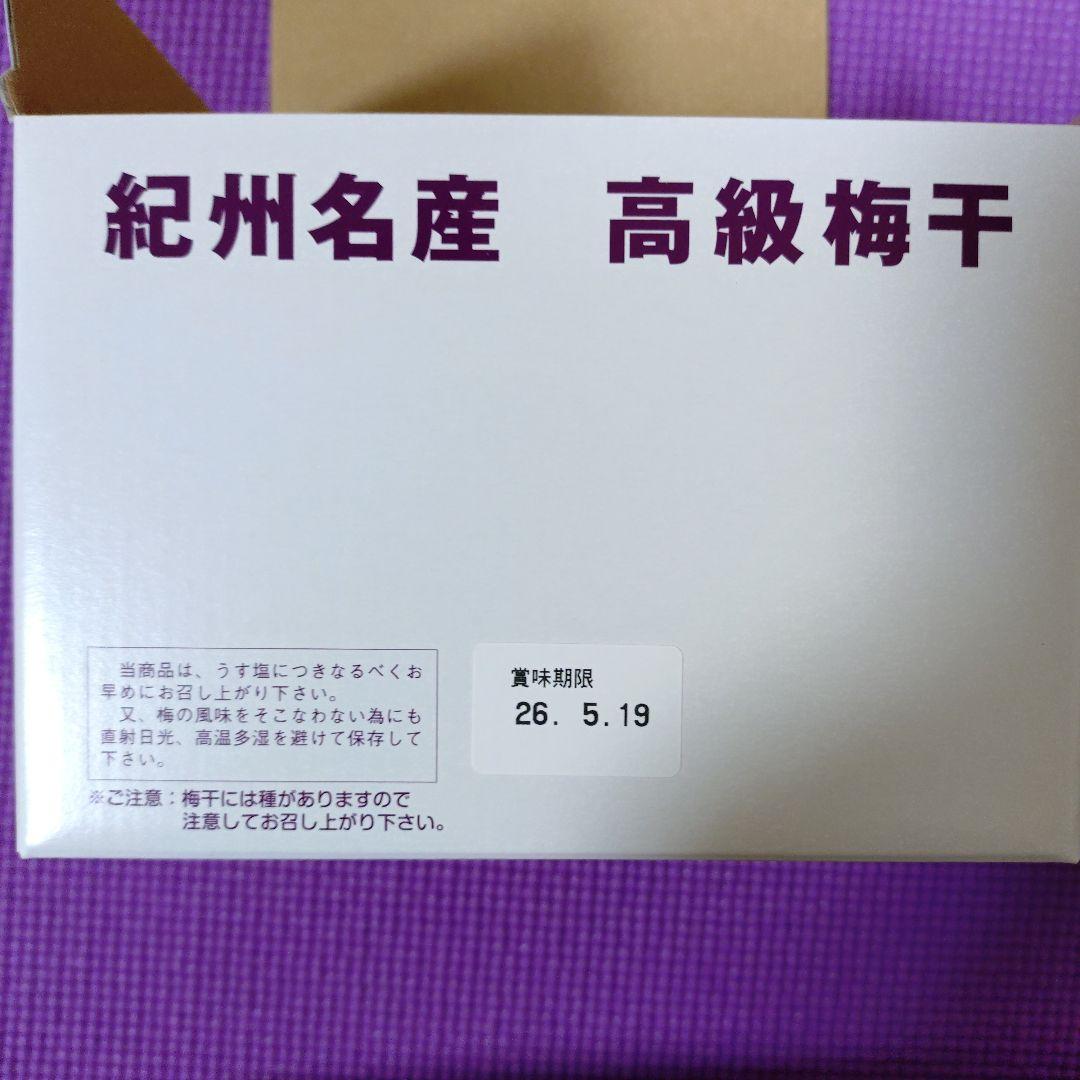 紀州名産　高級梅干
当商品は、うす塩につきなるべくお
早めにお召し上がり下さい。
又、梅の風味をそこなわない為にも
直射日光、高温多湿を避けて保存して
下さい。
※ご注意：梅干には種がありますので
注意してお召し上がり下さい。
賞味期限
26. 5.19